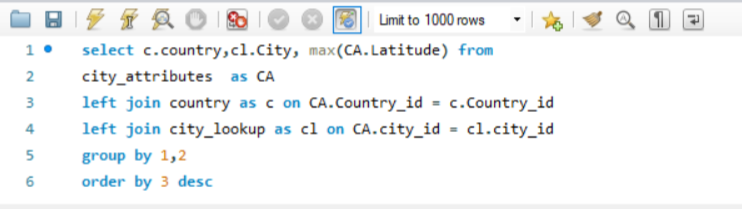 Limit to 1000 rows
1 select c.country,cl.City, max(CA.Latitude) from
2 city_attributes  as CA
3 left join country as c on CA.Country_id = c.Country_id
4 left join city_lookup as cl on CA.city_id = cl.city_id
5 group by 1,2
6 order by 3 desc